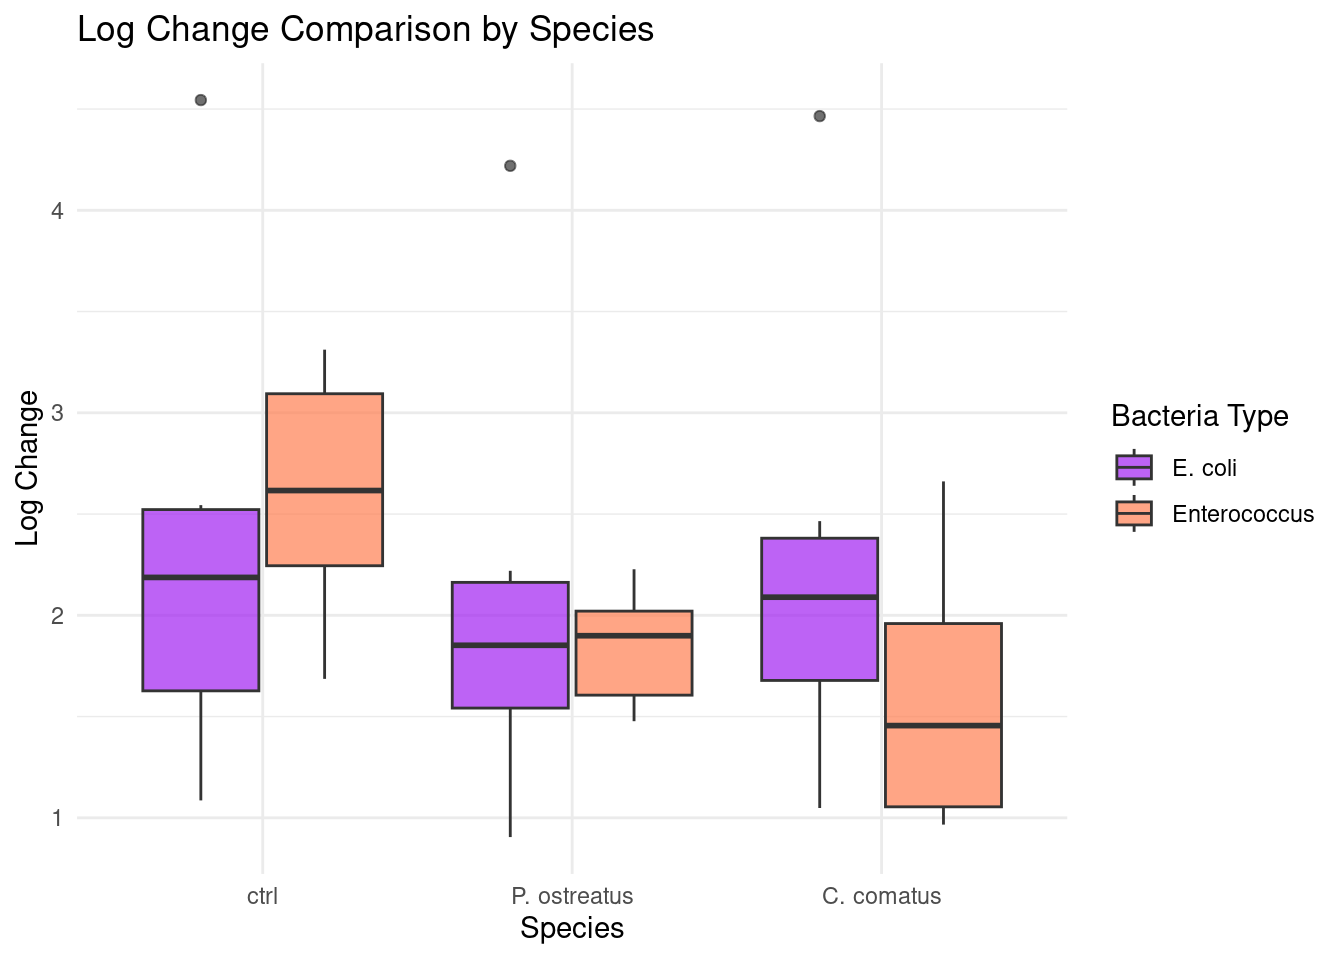 Log Change Comparison by Species
Log Change
4
3
2
1
ctrl
P. ostreatus
C. comatus
Species
Bacteria Type
E. coli
Enterococcus